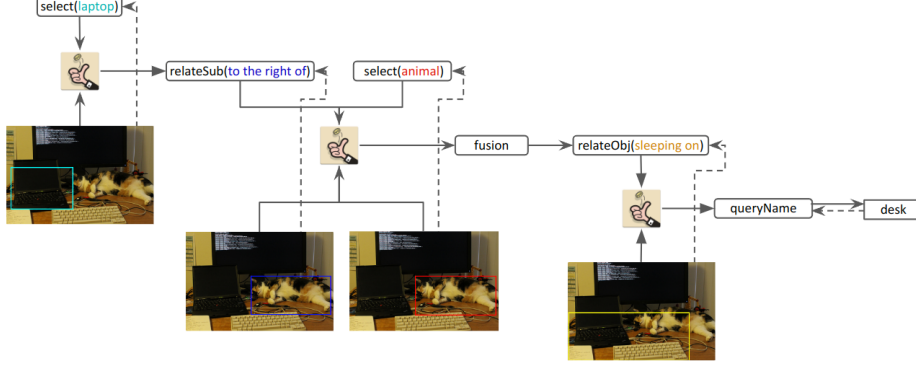 select(laptop)
relateSub(to the right of)
select(animal)
fusion
relateObj(sleeping on)
queryName
desk